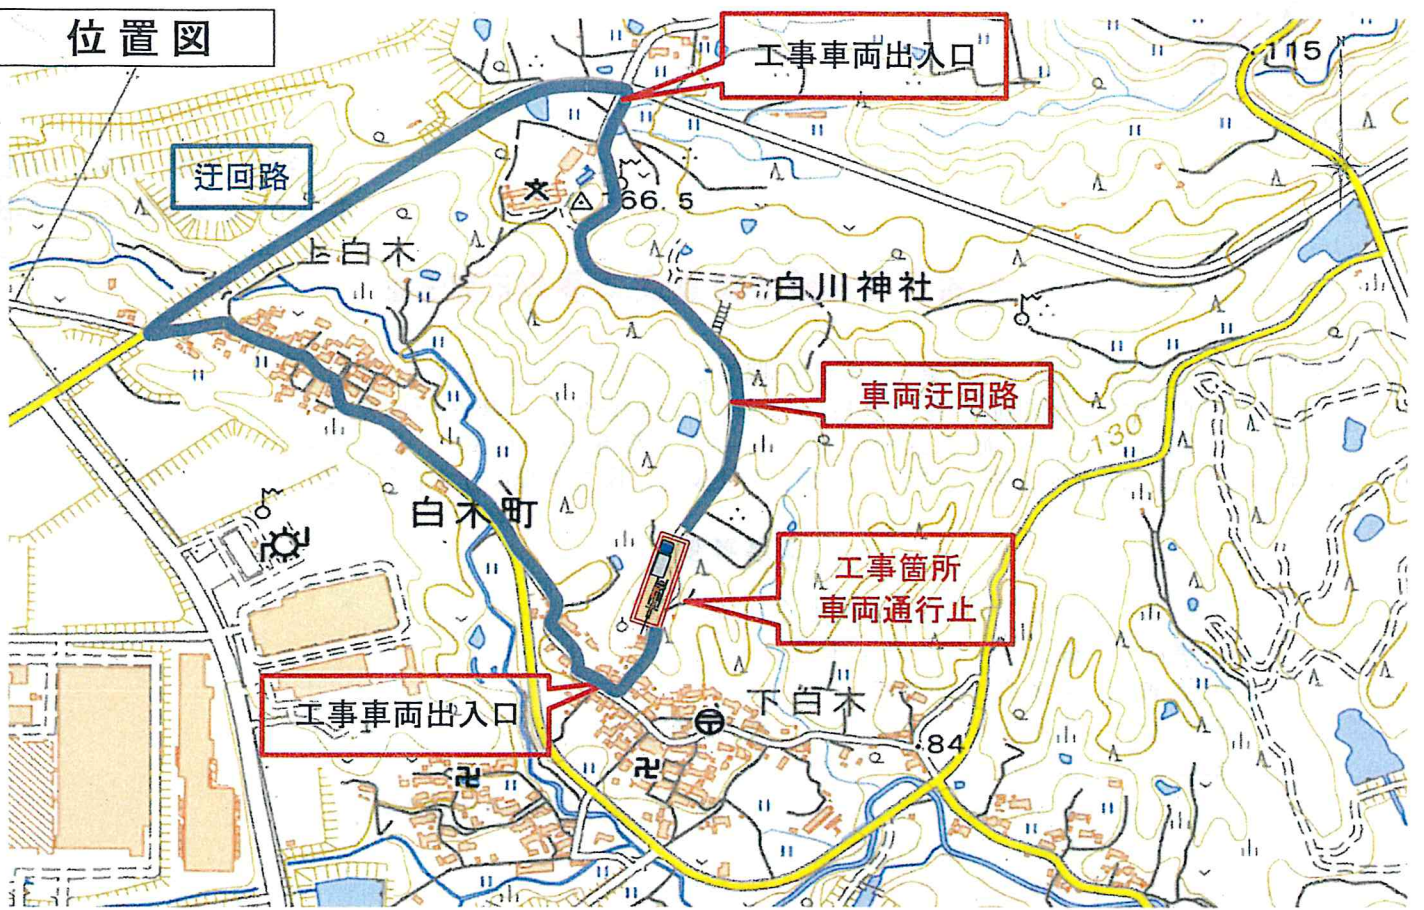 位置図
工事車両出入口
115
迂回路
66.5
上白木
白川神社
車両迂回路
130
白木町
工事箇所
車両通行止
工事車両出入口
下白木
84